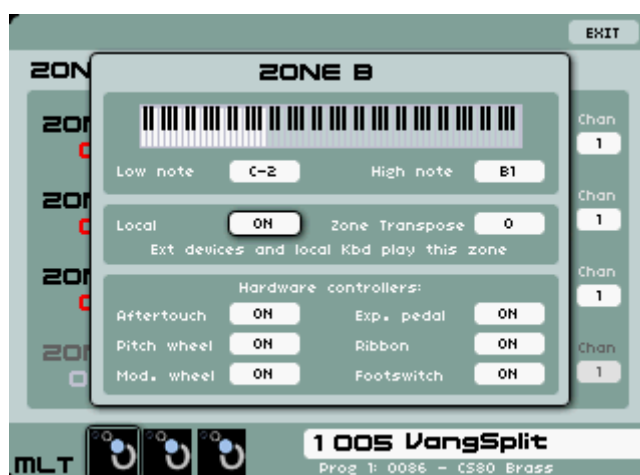 EXIT
ZON
ZONE B
Chan
1
Low note C-2 High note B1
Chan
1
Local ON Zone Transpose 0
Ext devices and local Kbd play this zone
Hardware controllers:
Chan
1
Aftertouch ON Exp. pedal ON
Pitch wheel ON Ribbon ON
Chan
1
Mod. wheel ON Footswitch ON
MLT
1 005 VangSplit
Prog 1: 0086 - CS80 Brass